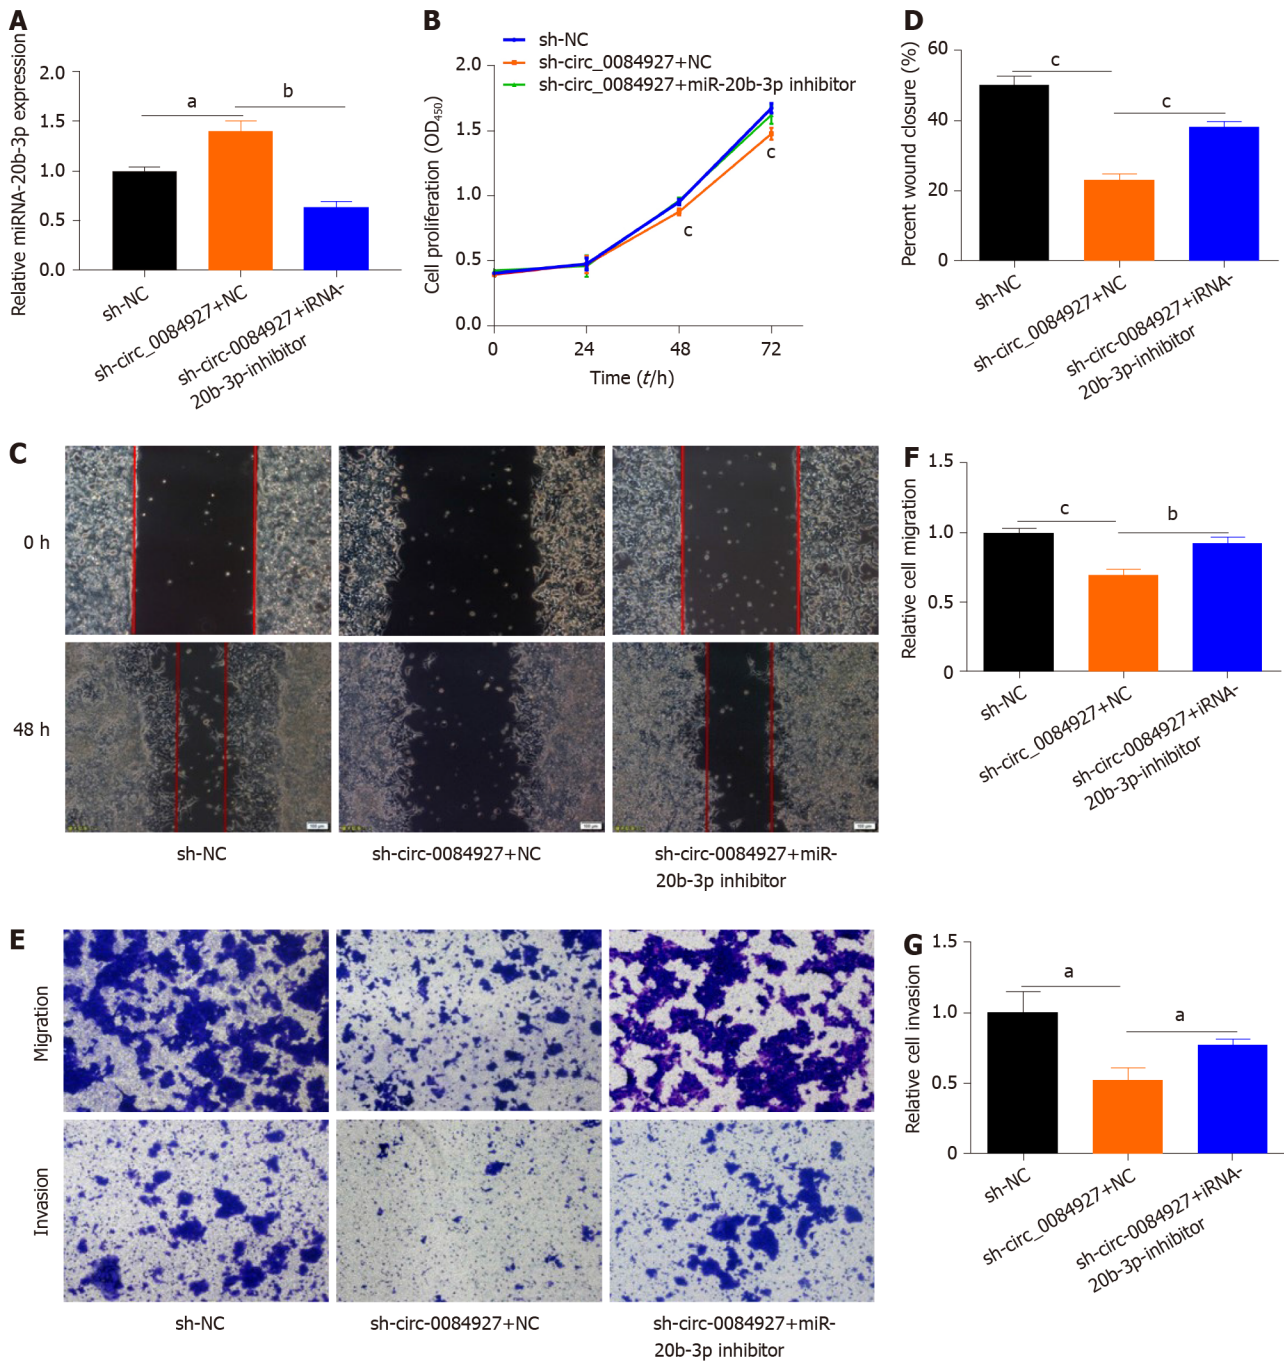 A
Relative miRNA-20b-3p expression
2.0
1.5
1.0
0.5
0.0
a
b
sh-NC
sh-circ_0084927+NC
sh-circ-0084927+iRNA-
20b-3p-inhibitor
B
sh-NC
sh-circ_0084927+NC
sh-circ_0084927+miR-20b-3p inhibitor
Cell proliferation (OD450)
2.0
1.5
1.0
0.5
0.0
c
c
0
24
48
72
Time (t/h)
D
Percent wound closure (%)
60
40
20
0
c
c
sh-NC
sh-circ_0084927+NC
sh-circ-0084927+iRNA-
20b-3p-inhibitor
C
0 h
48 h
sh-NC
sh-circ-0084927+NC
sh-circ-0084927+miR-
20b-3p inhibitor
F
Relative cell migration
1.5
1.0
0.5
0
c
b
sh-NC
sh-circ_0084927+NC
sh-circ-0084927+iRNA-
20b-3p-inhibitor
E
Migration
Invasion
sh-NC
sh-circ-0084927+NC
sh-circ-0084927+miR-
20b-3p inhibitor
G
Relative cell invasion
1.5
1.0
0.5
0
a
a
sh-NC
sh-circ_0084927+NC
sh-circ-0084927+iRNA-
20b-3p-inhibitor